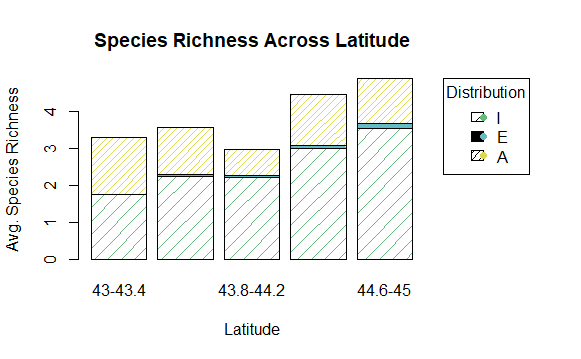 Species Richness Across Latitude
Avg. Species Richness
4
3
2
1
0
43-43.4
43.8-44.2
44.6-45
Latitude
Distribution
I
E
A